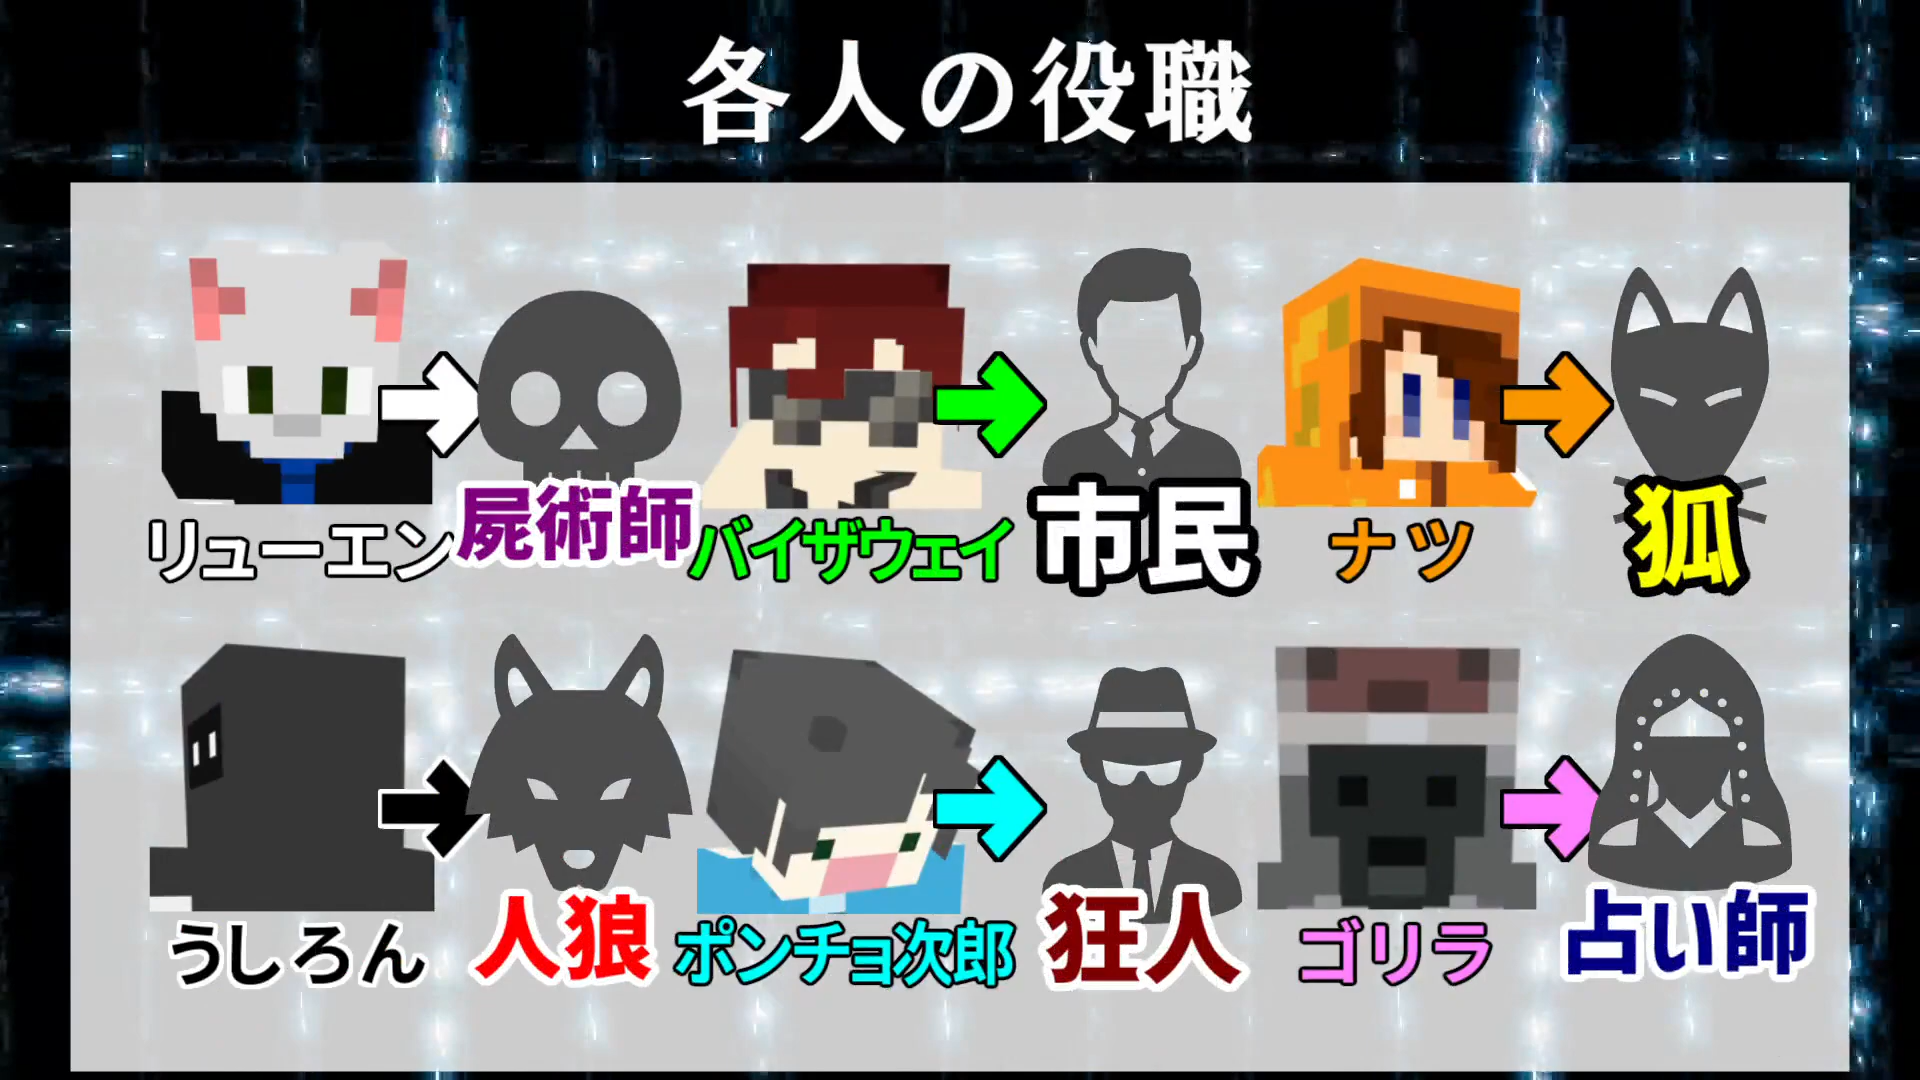 各人の役職
リューエン 屍術師 バイザウェイ 市民 ナツ 狐
うしろん 人狼 ポンチョ次郎 狂人 ゴリラ 占い師